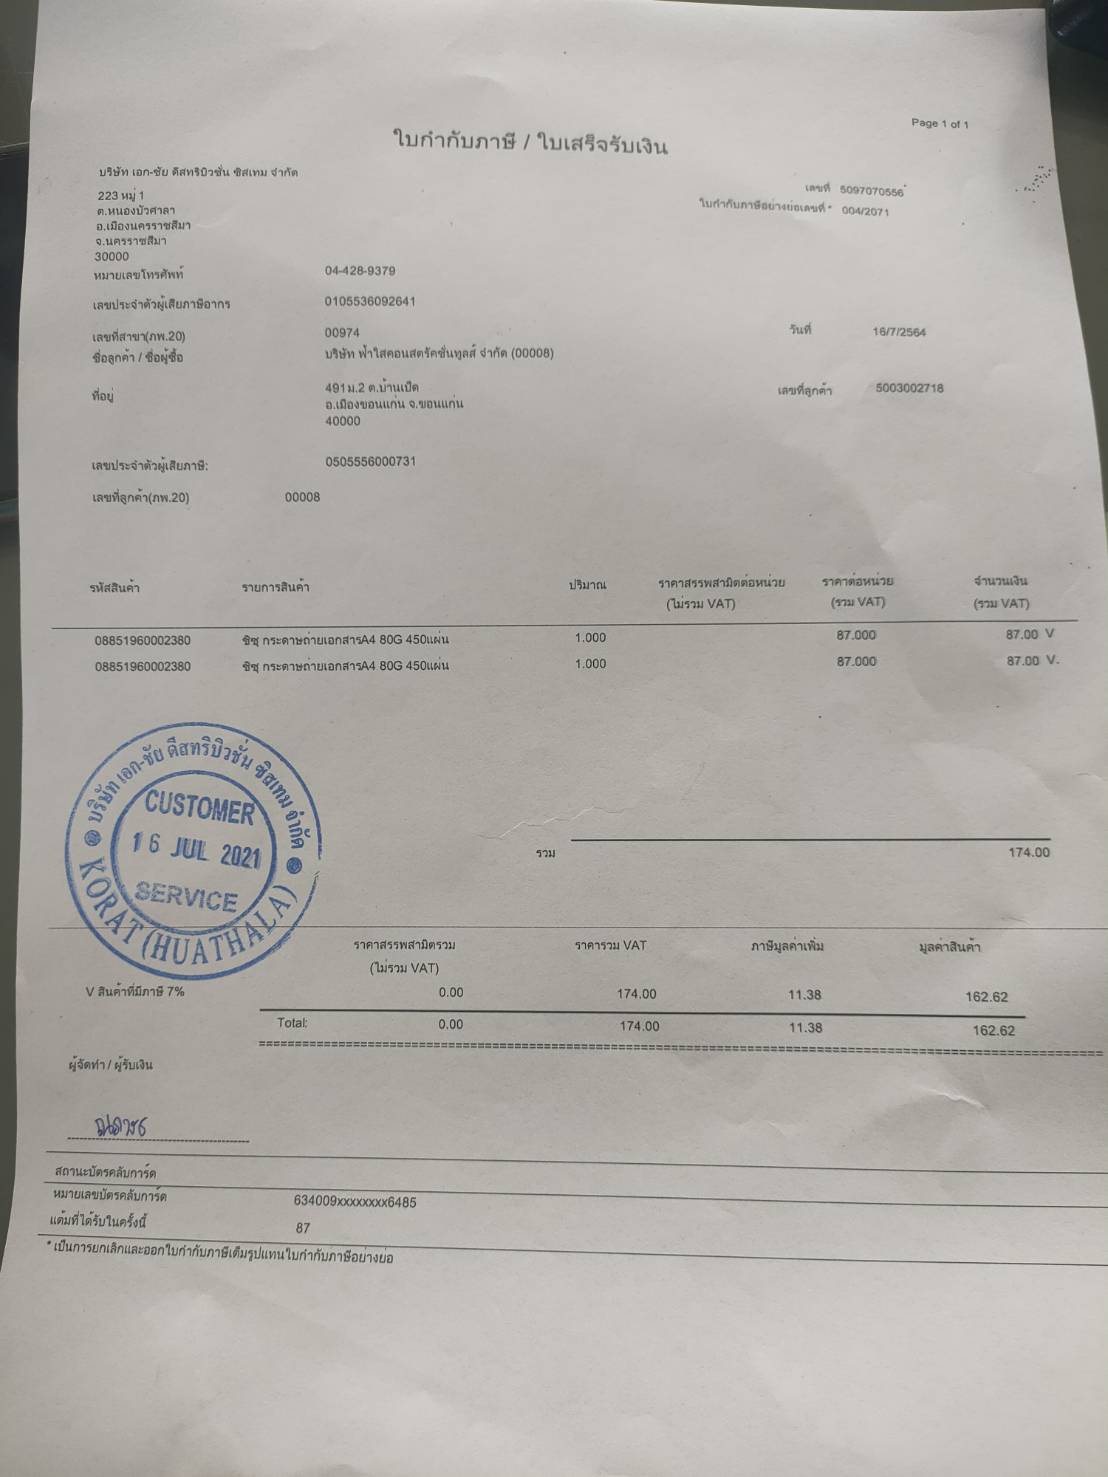 Page 1 of 1
ใบกำกับภาษี / ใบเสร็จรับเงิน
บริษัท เอก-ชัย ดีสทริบิวชั่น ซิสเทม จำกัด
เลขที่ 5097070556
223 หมู่ 1
ใบกำกับภาษีอย่างย่อเลขที่ * 004/2071
ต.หนองบัวศาลา
อ.เมืองนครราชสีมา
จ.นครราชสีมา
30000
หมายเลขโทรศัพท์ 04-428-9379
เลขประจำตัวผู้เสียภาษีอากร 0105536092641
เลขที่สาขา(ภพ.20) 00974 วันที่ 16/7/2564
ชื่อลูกค้า / ชื่อผู้ซื้อ บริษัท ฟ้าใสคอนสตรัคชั่นทูลส์ จำกัด (00008)
ที่อยู่ 491ม.2 ต.บ้านเป็ด เลขที่ลูกค้า 5003002718
อ.เมืองขอนแก่น จ.ขอนแก่น
40000
เลขประจำตัวผู้เสียภาษี: 0505556000731
เลขที่ลูกค้า(ภพ.20) 00008
รหัสสินค้า รายการสินค้า ปริมาณ ราคาสรรพสามิตต่อหน่วย ราคาต่อหน่วย จำนวนเงิน
(ไม่รวม VAT) (รวม VAT) (รวม VAT)
08851960002380 ชิซุ กระดาษถ่ายเอกสารA4 80G 450แผ่น 1.000 87.000 87.00 V
08851960002380 ชิซุ กระดาษถ่ายเอกสารA4 80G 450แผ่น 1.000 87.000 87.00 V.
บริษัท เอก-ชัย ดีสทริบิวชั่น ซิสเทม จำกัด
CUSTOMER
16 JUL 2021
SERVICE
KORAT (HUATHALA)
รวม 174.00
ราคาสรรพสามิตรวม ราคารวม VAT ภาษีมูลค่าเพิ่ม มูลค่าสินค้า
(ไม่รวม VAT)
V สินค้าที่มีภาษี 7% 0.00 174.00 11.38 162.62
Total: 0.00 174.00 11.38 162.62
ผู้จัดทำ / ผู้รับเงิน
สถานะบัตรคลับการ์ด
หมายเลขบัตรคลับการ์ด 634009xxxxxxxx6485
แต้มที่ได้รับในครั้งนี้ 87
* เป็นการยกเลิกและออกใบกำกับภาษีเต็มรูปแทนใบกำกับภาษีอย่างย่อ